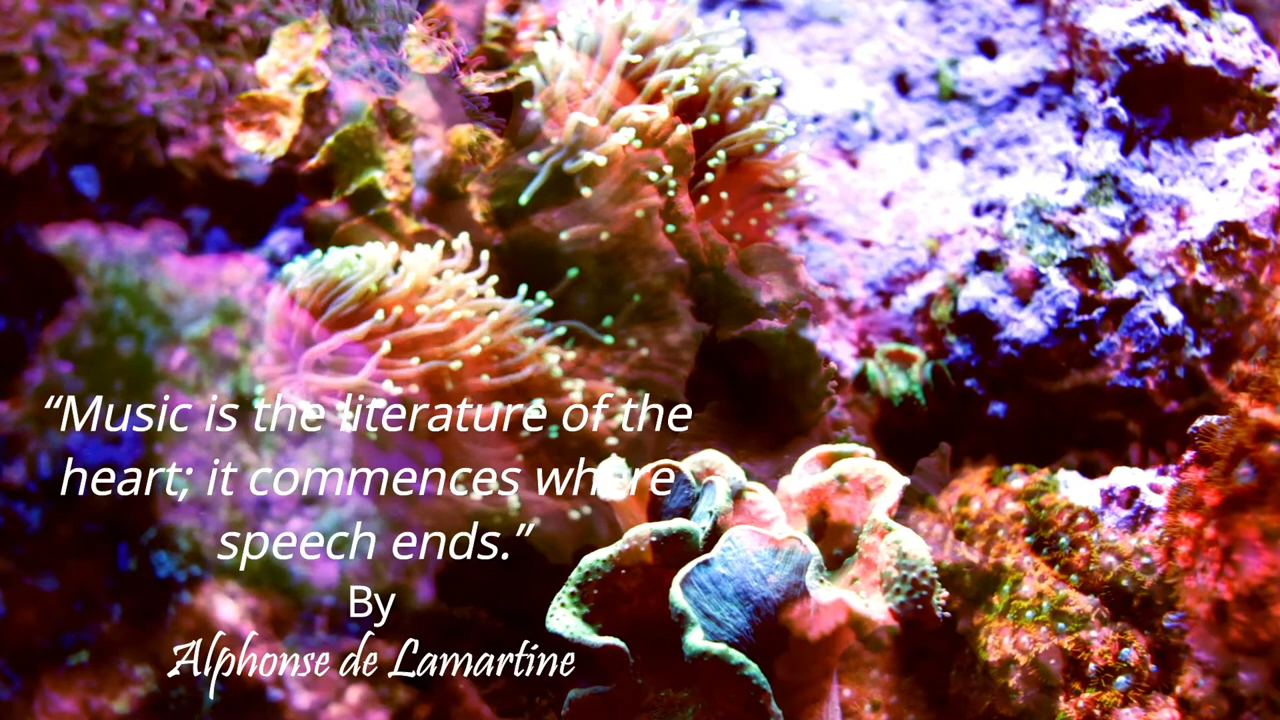 “Music is the literature of the
heart; it commences where
speech ends.”
By
Alphonse de Lamartine